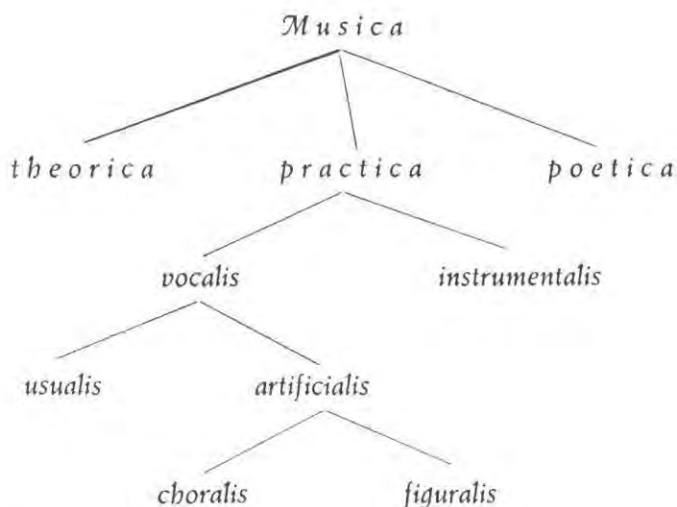 Musica
theorica practica poetica
vocalis instrumentalis
usualis artificialis
choralis figuralis